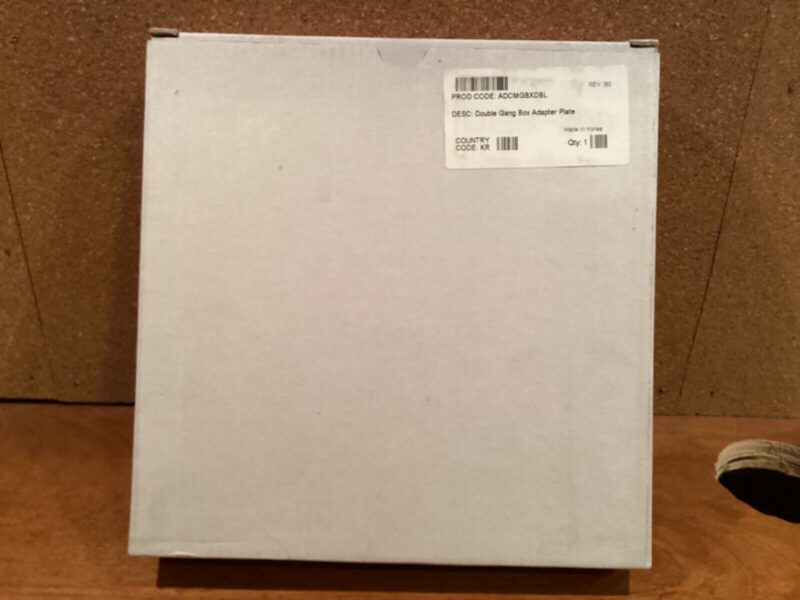 REV: B0
PROD CODE: ADCMGBXDBL
DESC: Double Gang Box Adapter Plate
Made in Korea
COUNTRY
CODE: KR
Qty: 1